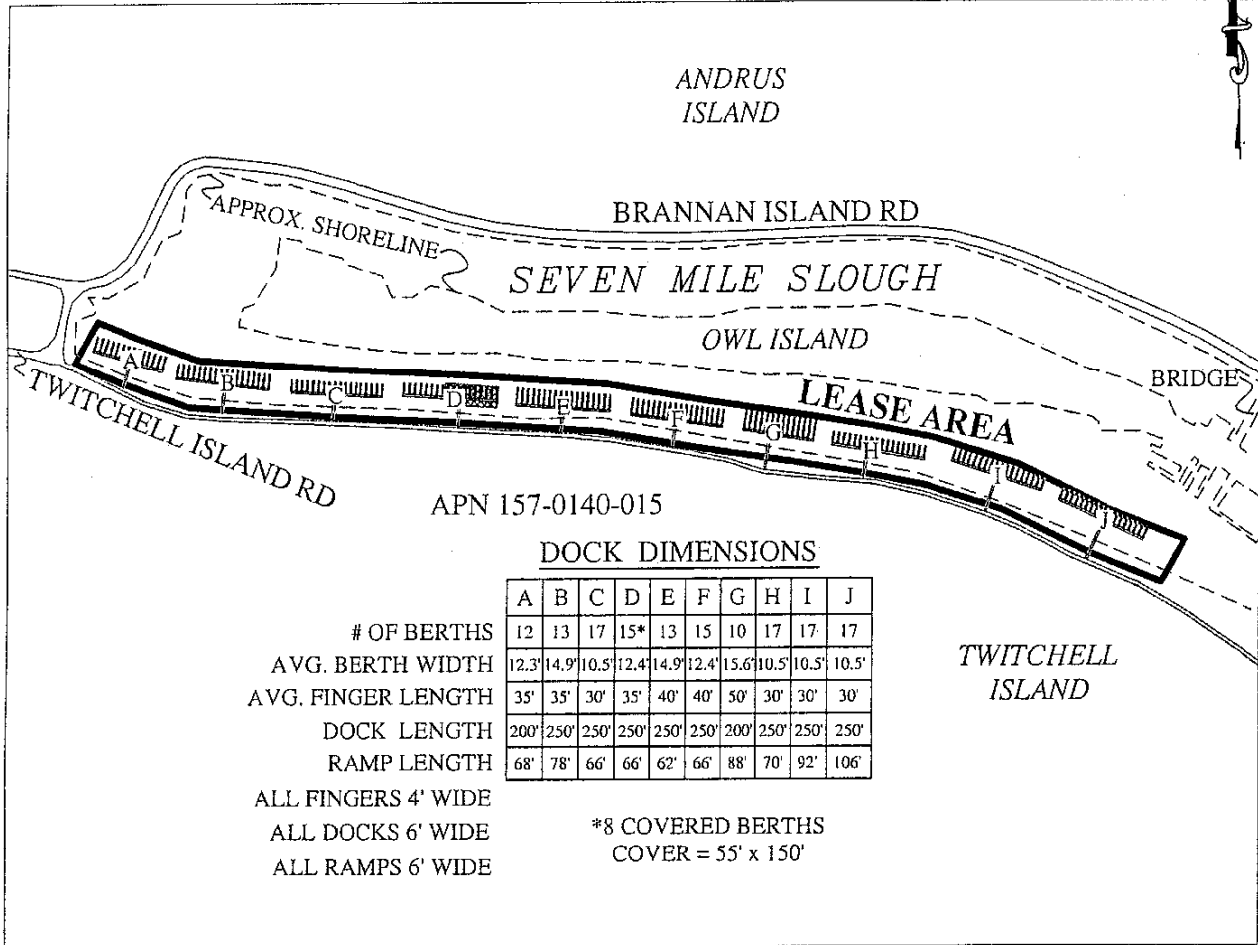 ANDRUS
ISLAND
BRANNAN ISLAND RD
APPROX. SHORELINE
SEVEN MILE SLOUGH
OWL ISLAND
BRIDGE
LEASE AREA
A B C D E F G H I J
TWITCHELL ISLAND RD
APN 157-0140-015
DOCK DIMENSIONS
A B C D E F G H I J
# OF BERTHS 12 13 17 15* 13 15 10 17 17 17
AVG. BERTH WIDTH 12.3' 14.9' 10.5' 12.4' 14.9' 12.4' 15.6' 10.5' 10.5' 10.5'
AVG. FINGER LENGTH 35' 35' 30' 35' 40' 40' 50' 30' 30' 30'
DOCK LENGTH 200' 250' 250' 250' 250' 250' 200' 250' 250' 250'
RAMP LENGTH 68' 78' 66' 66' 62' 66' 88' 70' 92' 106'
ALL FINGERS 4' WIDE
ALL DOCKS 6' WIDE
ALL RAMPS 6' WIDE
*8 COVERED BERTHS
COVER = 55' x 150'
TWITCHELL
ISLAND